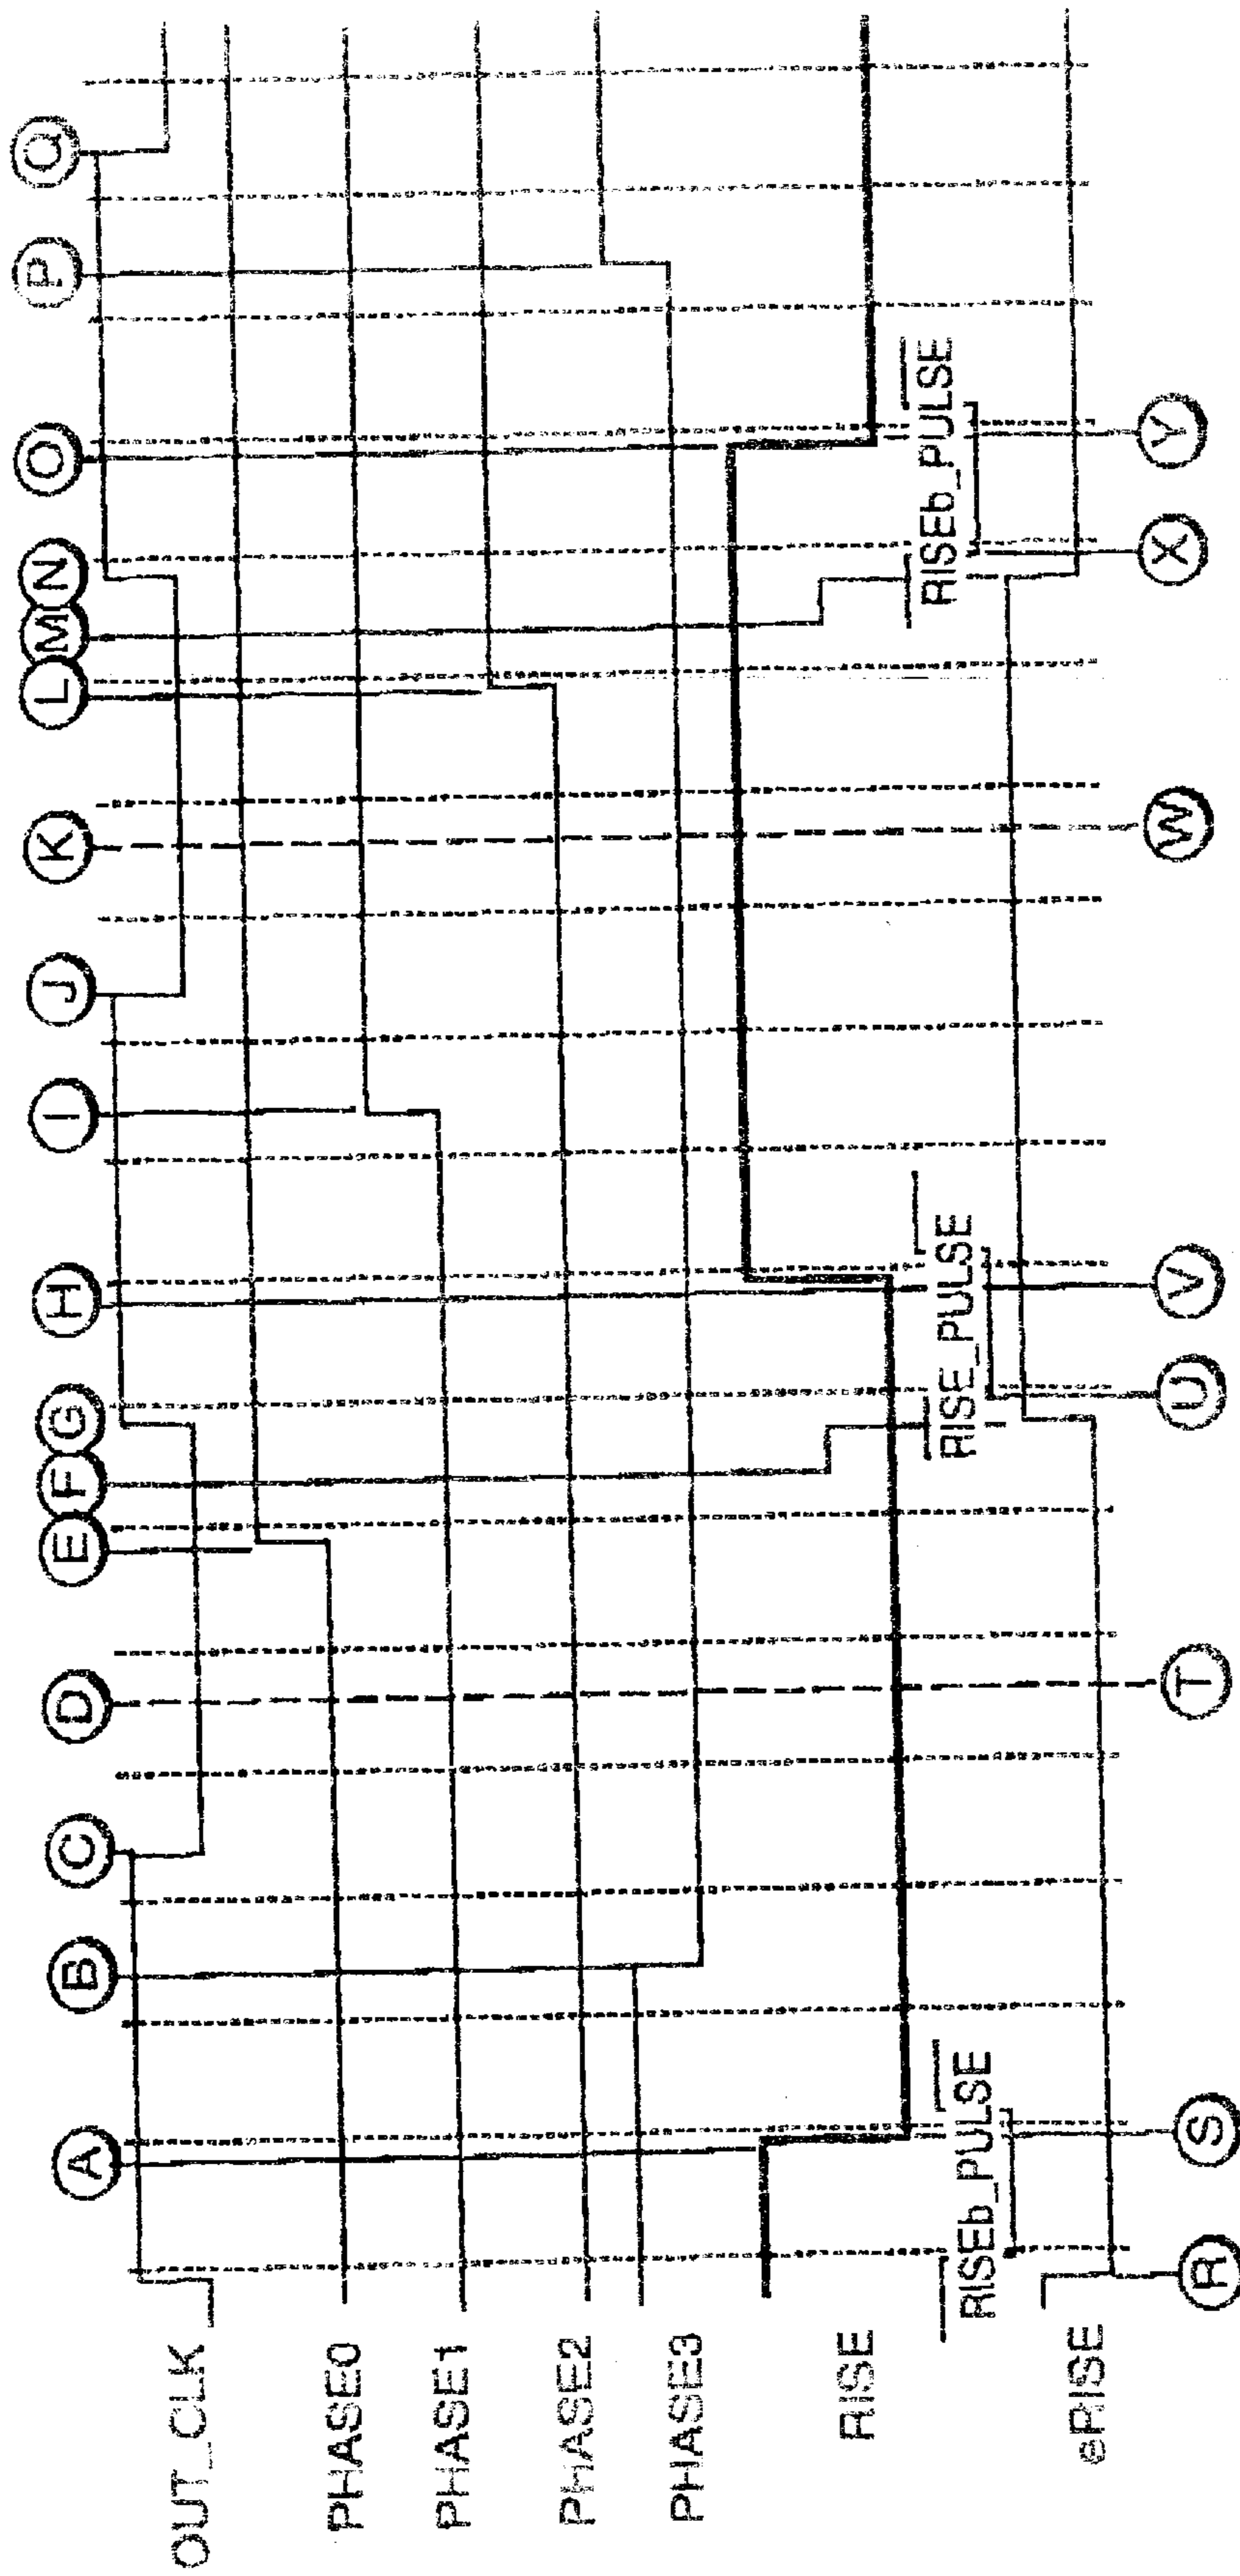 A B C D E F G H I J K L M N O P Q
OUT_CLK
PHASE0
PHASE1
PHASE2
PHASE3
RISE
RISEb_PULSE RISE_PULSE RISEb_PULSE
eRISE
R S T U V W X Y